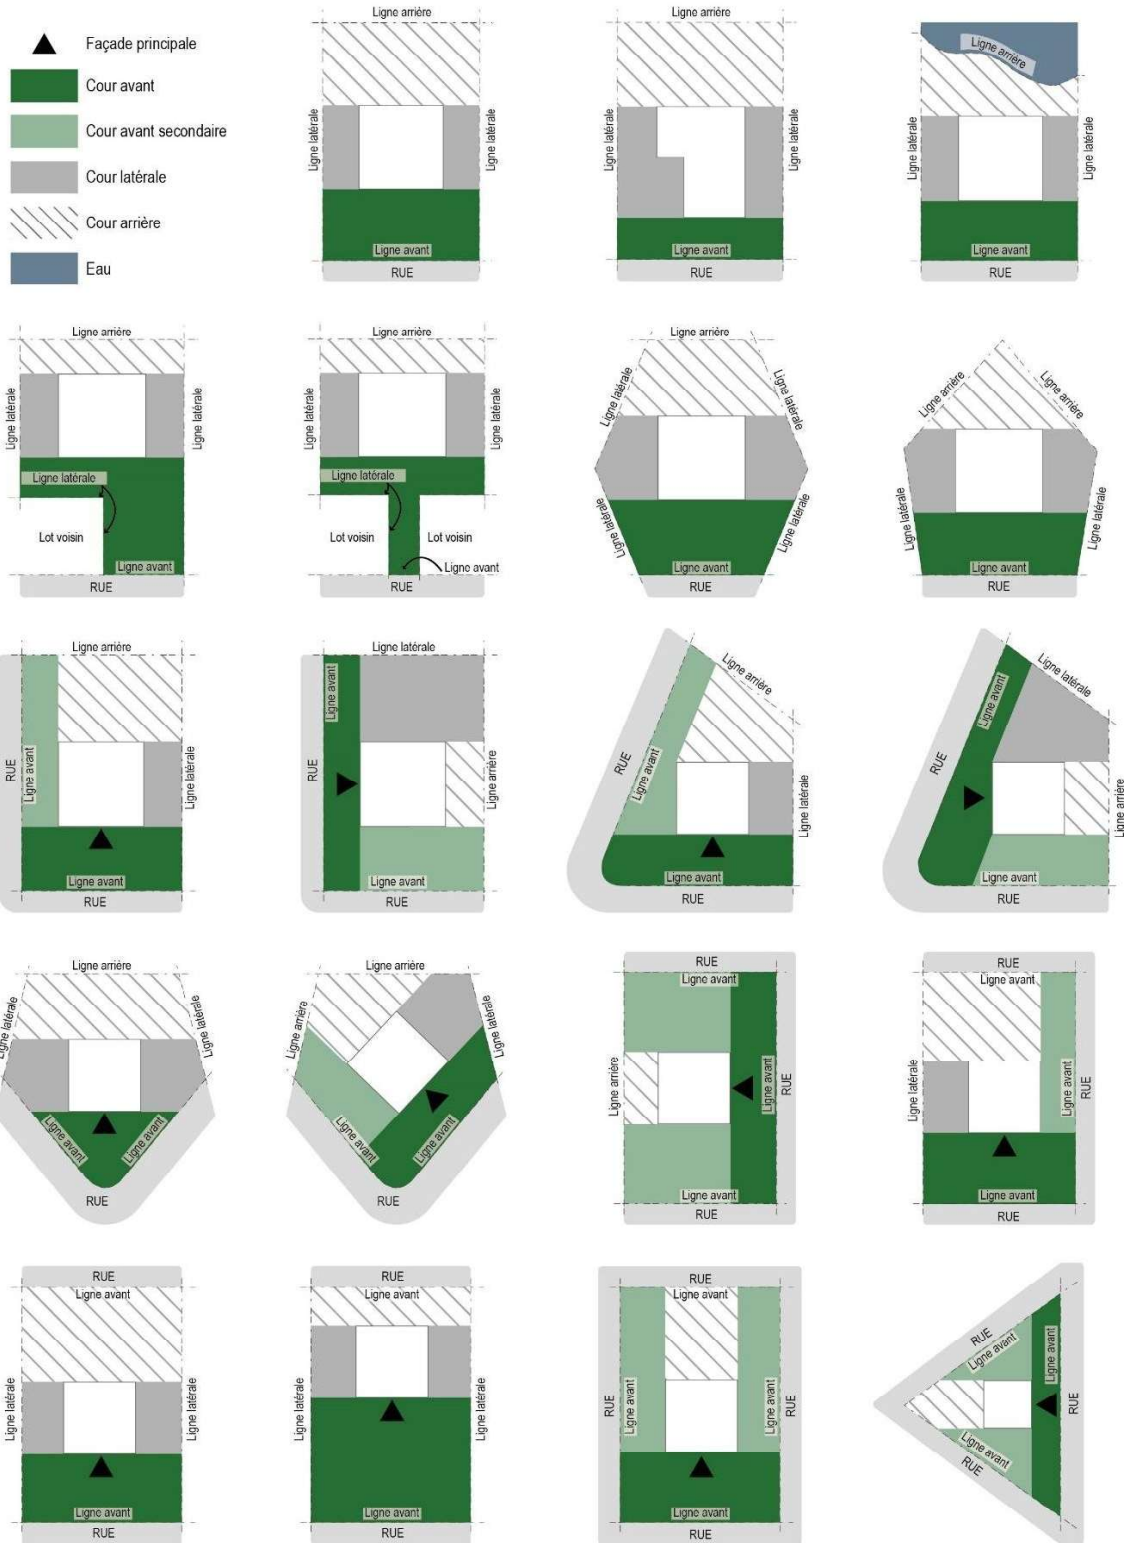 Façade principale
Cour avant
Cour avant secondaire
Cour latérale
Cour arrière
Eau
Ligne arrière
Ligne latérale
Ligne latérale
Ligne avant
RUE
Ligne arrière
Ligne latérale
Ligne latérale
Ligne avant
RUE
Ligne arrière
Ligne latérale
Ligne latérale
Ligne avant
RUE
Ligne arrière
Ligne latérale
Ligne latérale
Ligne latérale
Lot voisin
Ligne avant
RUE
Ligne arrière
Ligne latérale
Ligne latérale
Ligne latérale
Lot voisin
Lot voisin
Ligne avant
RUE
Ligne arrière
Ligne latérale
Ligne latérale
Ligne latérale
Ligne latérale
Ligne avant
RUE
Ligne arrière
Ligne arrière
Ligne latérale
Ligne latérale
Ligne avant
RUE
Ligne arrière
RUE
Ligne avant
Ligne latérale
Ligne avant
RUE
Ligne latérale
Ligne avant
RUE
Ligne arrière
Ligne avant
RUE
Ligne arrière
RUE
Ligne avant
Ligne latérale
Ligne avant
RUE
Ligne latérale
Ligne avant
RUE
Ligne arrière
Ligne avant
RUE
Ligne arrière
Ligne latérale
Ligne latérale
Ligne avant
Ligne avant
RUE
Ligne arrière
Ligne arrière
Ligne latérale
Ligne avant
Ligne avant
RUE
RUE
Ligne avant
Ligne arrière
Ligne avant
RUE
Ligne avant
RUE
RUE
Ligne avant
Ligne latérale
Ligne avant
RUE
Ligne avant
RUE
RUE
Ligne avant
Ligne latérale
Ligne latérale
Ligne avant
RUE
RUE
Ligne avant
Ligne latérale
Ligne latérale
Ligne avant
RUE
RUE
Ligne avant
RUE
Ligne avant
Ligne avant
RUE
Ligne avant
RUE
RUE
Ligne avant
Ligne avant
RUE
Ligne avant
RUE